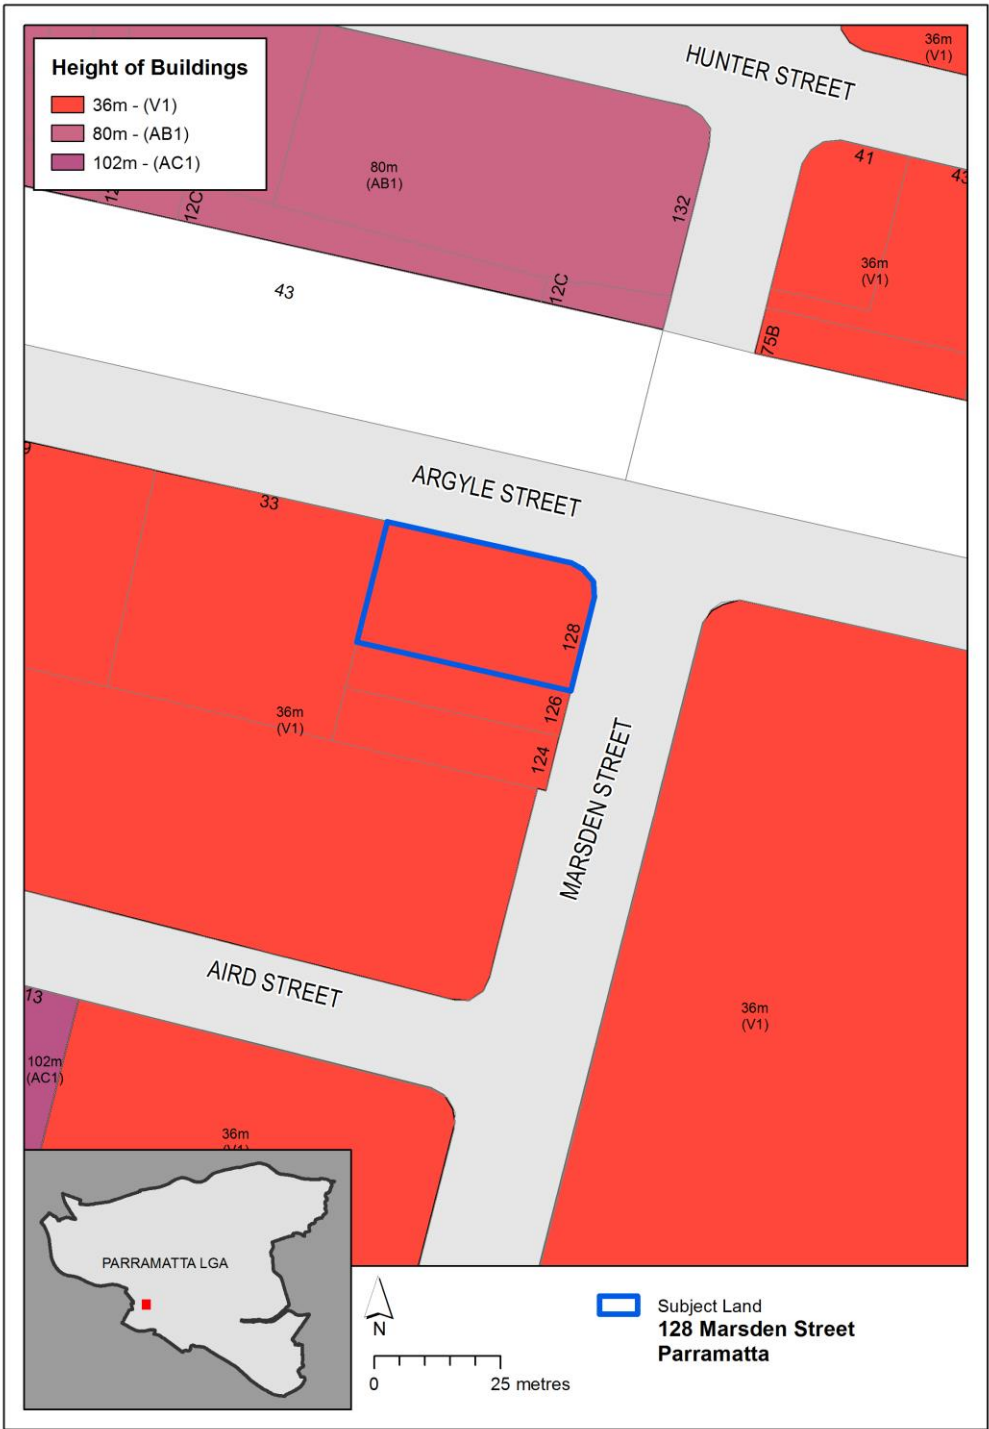 Height of Buildings
36m - (V1)
80m - (AB1)
102m - (AC1)
HUNTER STREET
36m
(V1)
80m
(AB1)
12C
132
41
43
36m
(V1)
12C
75B
43
ARGYLE STREET
33
128
126
124
36m
(V1)
MARSDEN STREET
AIRD STREET
13
102m
(AC1)
36m
(V1)
36m
(V1)
PARRAMATTA LGA
N
0
25 metres
Subject Land
128 Marsden Street
Parramatta